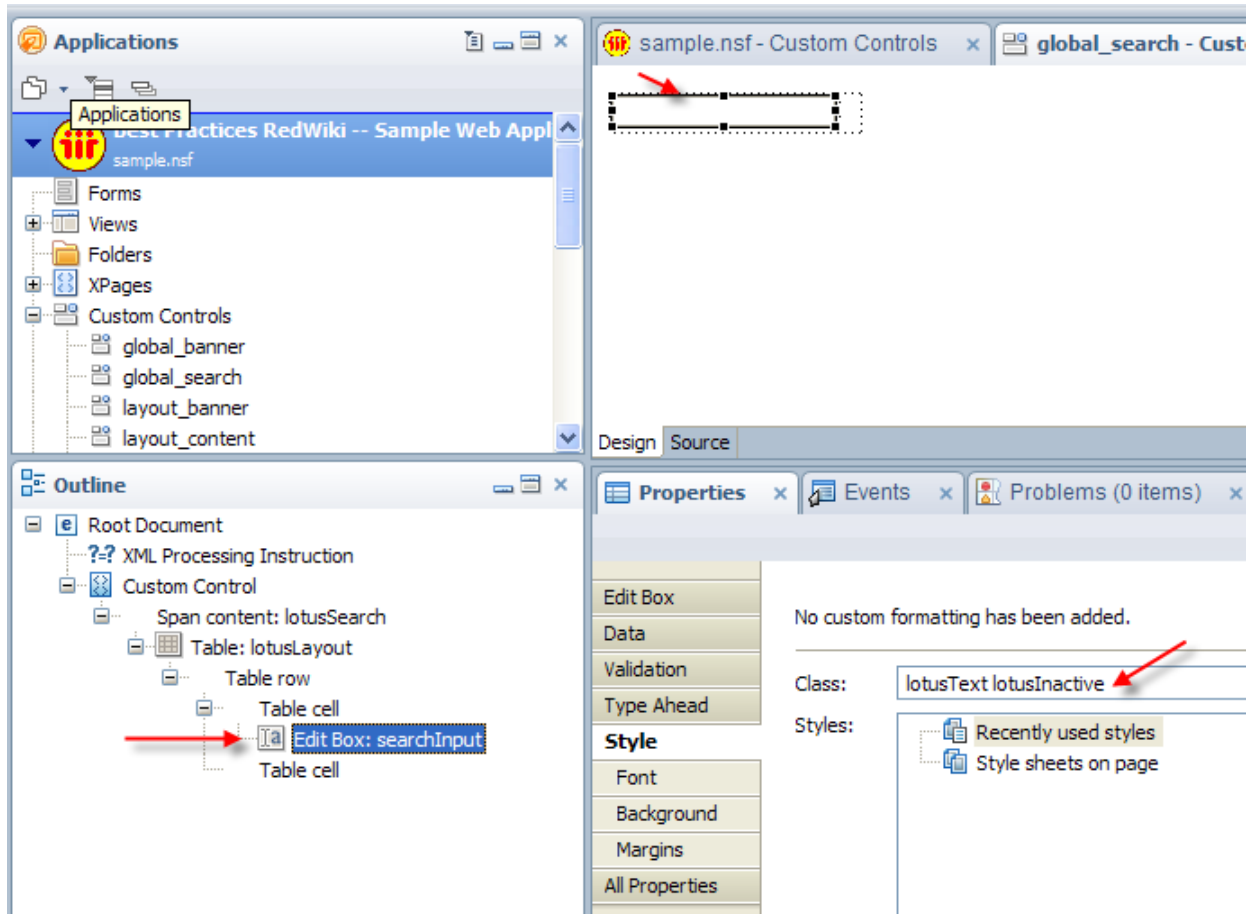 Applications
Applications
Best Practices RedWiki -- Sample Web Appl
sample.nsf
Forms
Views
Folders
XPages
Custom Controls
global_banner
global_search
layout_banner
layout_content
sample.nsf - Custom Controls
global_search - Cust
Design Source
Outline
Root Document
?=? XML Processing Instruction
Custom Control
Span content: lotusSearch
Table: lotusLayout
Table row
Table cell
Edit Box: searchInput
Table cell
Properties Events Problems (0 items)
Edit Box
Data
Validation
Type Ahead
Style
Font
Background
Margins
All Properties
No custom formatting has been added.
Class: lotusText lotusInactive
Styles: Recently used styles
Style sheets on page